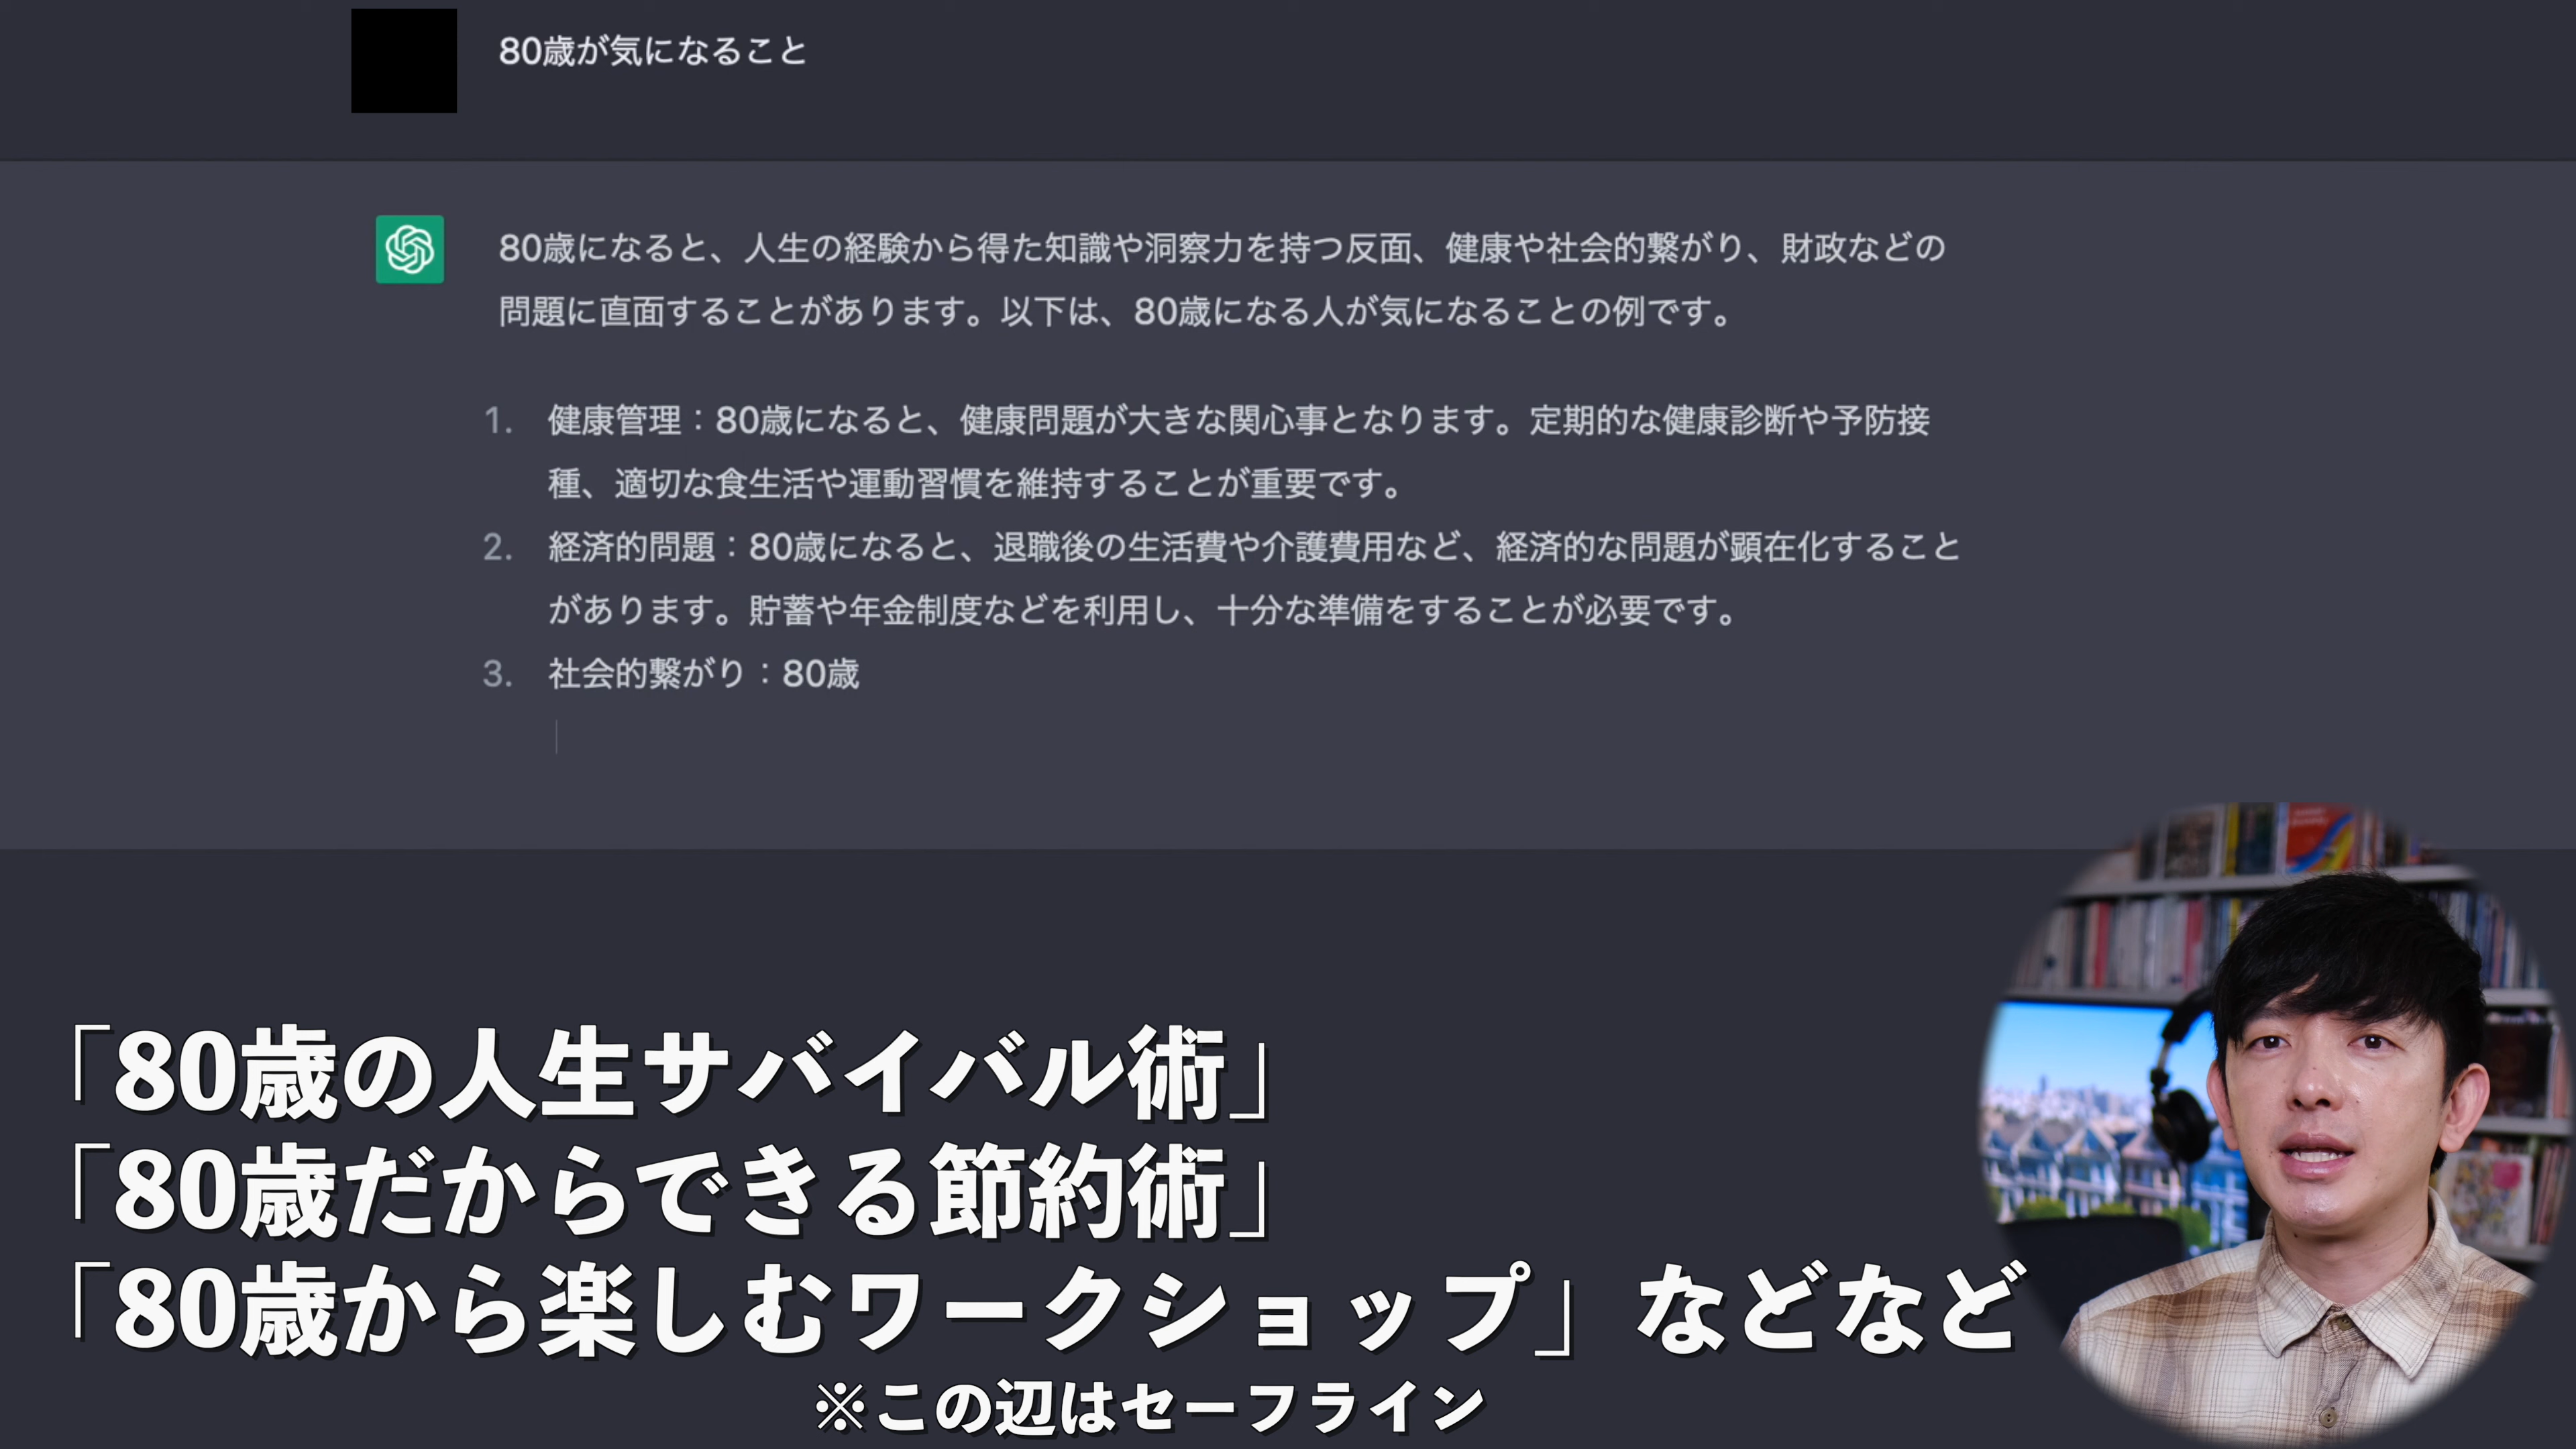 80歳が気になること
80歳になると、人生の経験から得た知識や洞察力を持つ反面、健康や社会的繋がり、財政などの
問題に直面することがあります。以下は、80歳になる人が気になることの例です。
1. 健康管理：80歳になると、健康問題が大きな関心事となります。定期的な健康診断や予防接
種、適切な食生活や運動習慣を維持することが重要です。
2. 経済的問題：80歳になると、退職後の生活費や介護費用など、経済的な問題が顕在化すること
があります。貯蓄や年金制度などを利用し、十分な準備をすることが必要です。
3. 社会的繋がり：80歳
「80歳の人生サバイバル術」
「80歳だからできる節約術」
「80歳から楽しむワークショップ」などなど
※この辺はセーフライン